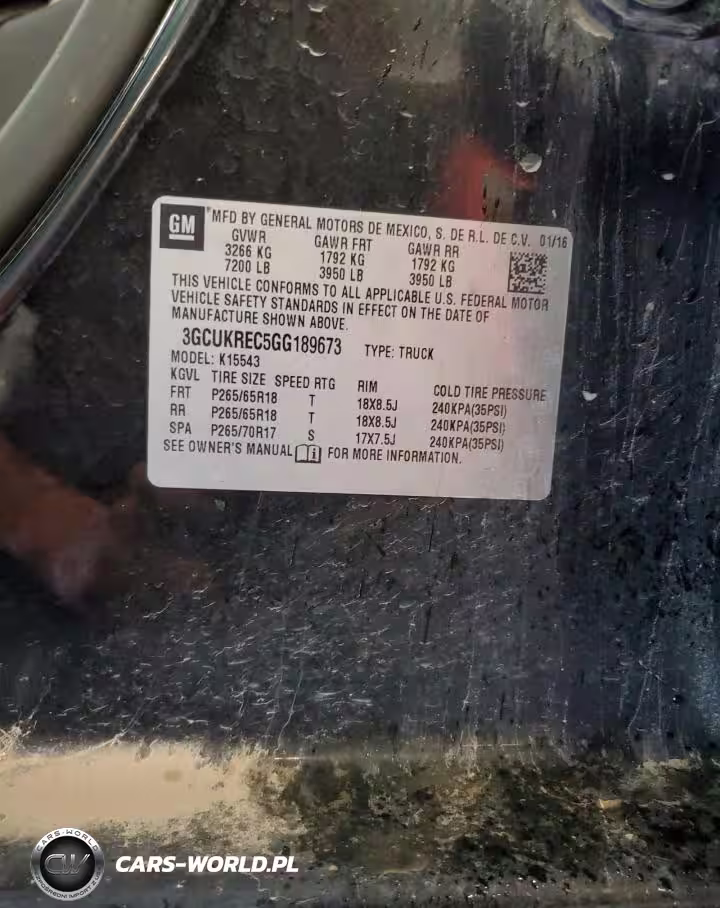 GM MFD BY GENERAL MOTORS DE MEXICO, S. DE R.L. DE C.V. 01/16
GVWR GAWR FRT GAWR RR
3266 KG 1792 KG 1792 KG
7200 LB 3950 LB 3950 LB
THIS VEHICLE CONFORMS TO ALL APPLICABLE U.S. FEDERAL MOTOR
VEHICLE SAFETY STANDARDS IN EFFECT ON THE DATE OF
MANUFACTURE SHOWN ABOVE.
3GCUKREC5GG189673 TYPE: TRUCK
MODEL: K15543
KGVL TIRE SIZE SPEED RTG RIM COLD TIRE PRESSURE
FRT P265/65R18 T 18X8.5J 240KPA(35PSI)
RR P265/65R18 T 18X8.5J 240KPA(35PSI)
SPA P265/70R17 S 17X7.5J 240KPA(35PSI)
SEE OWNER'S MANUAL FOR MORE INFORMATION.
CARS-WORLD
CW
CARS-WORLD.PL